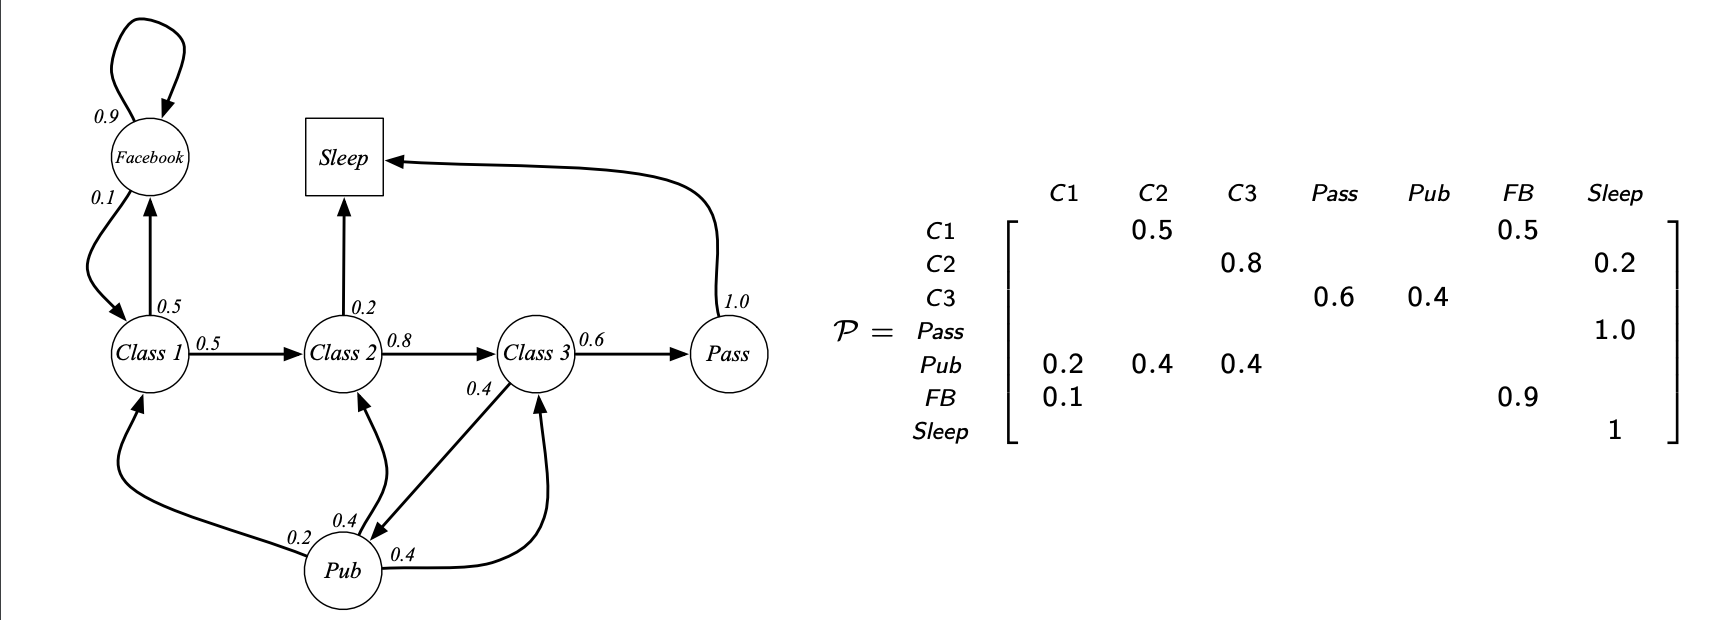 0.9
Facebook
Sleep
0.1
0.5
0.2
1.0
Class 1
0.5
Class 2
0.8
Class 3
0.6
Pass
0.4
0.2
0.4
0.4
Pub
C1 C2 C3 Pass Pub FB Sleep
C1 0.5 0.5
C2 0.8 0.2
C3 0.6 0.4
𝒫 = Pass 1.0
Pub 0.2 0.4 0.4
FB 0.1 0.9
Sleep 1